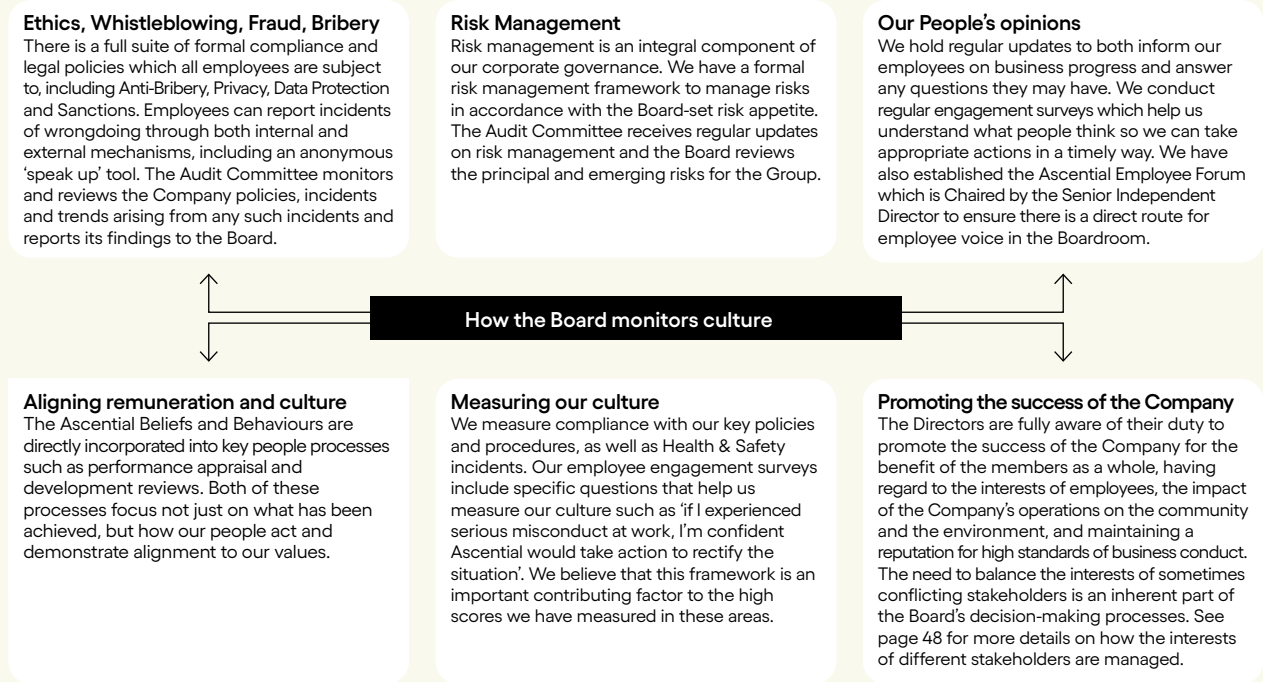 Ethics, Whistleblowing, Fraud, Bribery
There is a full suite of formal compliance and
legal policies which all employees are subject
to, including Anti-Bribery, Privacy, Data Protection
and Sanctions. Employees can report incidents
of wrongdoing through both internal and
external mechanisms, including an anonymous
‘speak up’ tool. The Audit Committee monitors
and reviews the Company policies, incidents
and trends arising from any such incidents and
reports its findings to the Board.
Risk Management
Risk management is an integral component of
our corporate governance. We have a formal
risk management framework to manage risks
in accordance with the Board-set risk appetite.
The Audit Committee receives regular updates
on risk management and the Board reviews
the principal and emerging risks for the Group.
Our People’s opinions
We hold regular updates to both inform our
employees on business progress and answer
any questions they may have. We conduct
regular engagement surveys which help us
understand what people think so we can take
appropriate actions in a timely way. We have
also established the Ascential Employee Forum
which is Chaired by the Senior Independent
Director to ensure there is a direct route for
employee voice in the Boardroom.
How the Board monitors culture
Aligning remuneration and culture
The Ascential Beliefs and Behaviours are
directly incorporated into key people processes
such as performance appraisal and
development reviews. Both of these
processes focus not just on what has been
achieved, but how our people act and
demonstrate alignment to our values.
Measuring our culture
We measure compliance with our key policies
and procedures, as well as Health & Safety
incidents. Our employee engagement surveys
include specific questions that help us
measure our culture such as ‘if I experienced
serious misconduct at work, I’m confident
Ascential would take action to rectify the
situation’. We believe that this framework is an
important contributing factor to the high
scores we have measured in these areas.
Promoting the success of the Company
The Directors are fully aware of their duty to
promote the success of the Company for the
benefit of the members as a whole, having
regard to the interests of employees, the impact
of the Company’s operations on the community
and the environment, and maintaining a
reputation for high standards of business conduct.
The need to balance the interests of sometimes
conflicting stakeholders is an inherent part of
the Board’s decision-making processes. See
page 48 for more details on how the interests
of different stakeholders are managed.